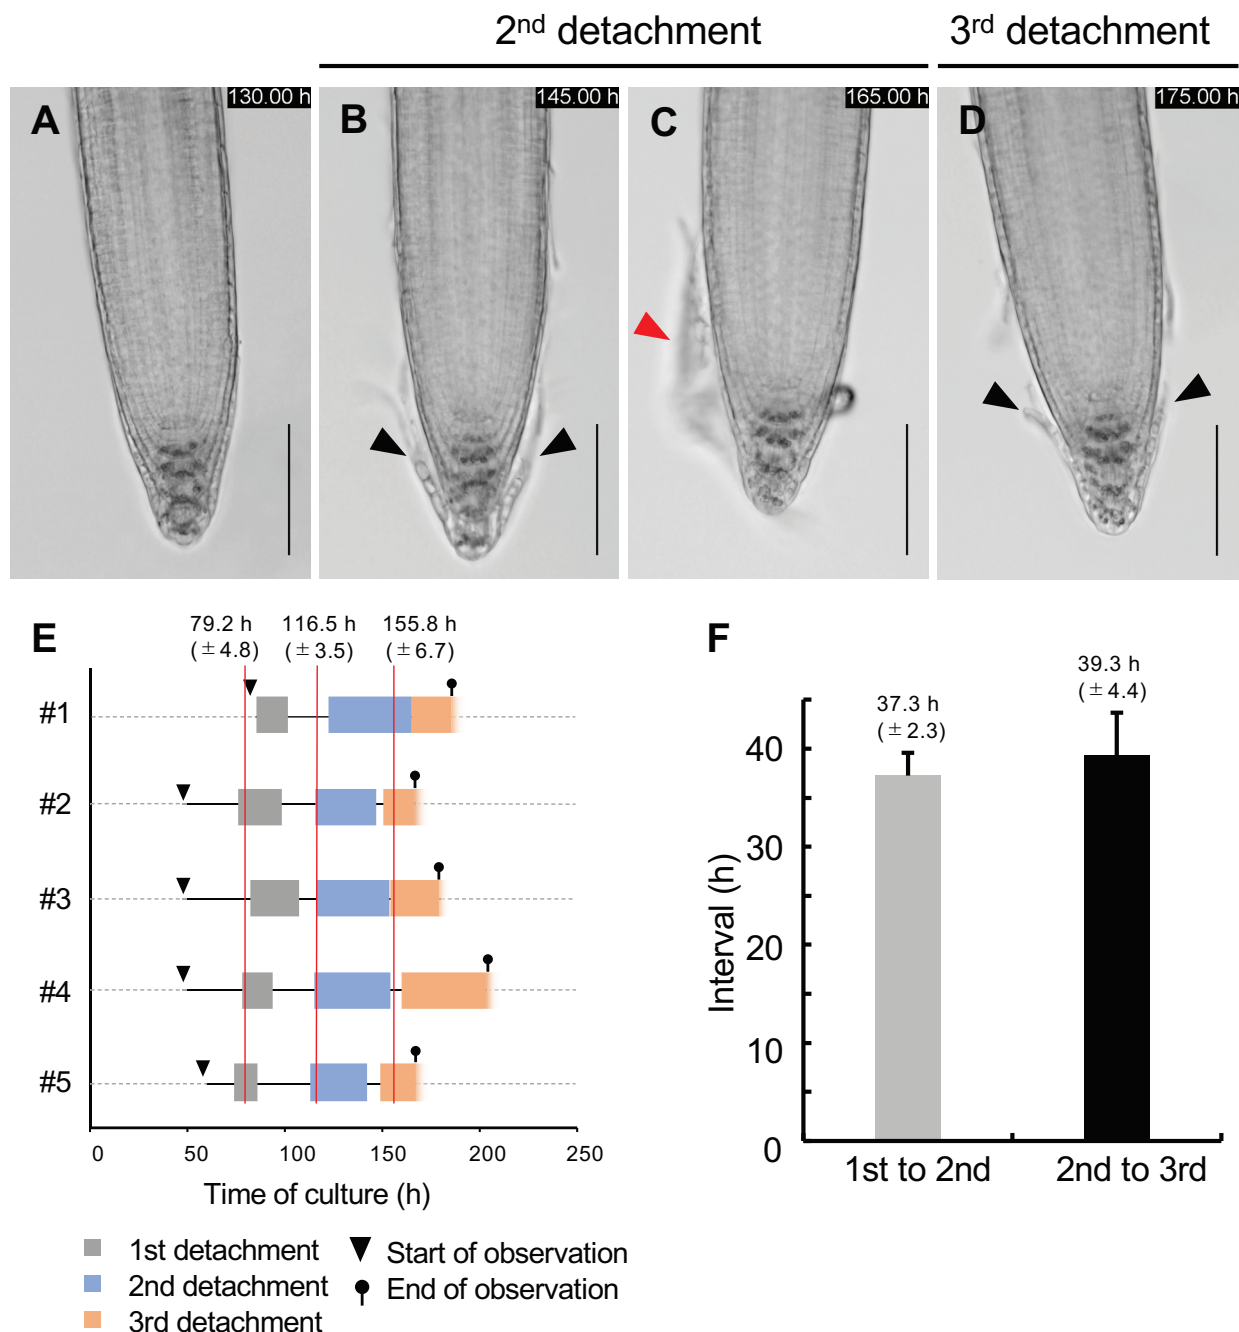 2nd detachment
3rd detachment
A
130.00 h
B
145.00 h
C
165.00 h
D
175.00 h
E
79.2 h
(±4.8)
116.5 h
(±3.5)
155.8 h
(±6.7)
#1
#2
#3
#4
#5
0
50
100
150
200
250
Time of culture (h)
1st detachment
2nd detachment
3rd detachment
Start of observation
End of observation
F
37.3 h
(±2.3)
39.3 h
(±4.4)
40
30
20
10
0
Interval (h)
1st to 2nd
2nd to 3rd